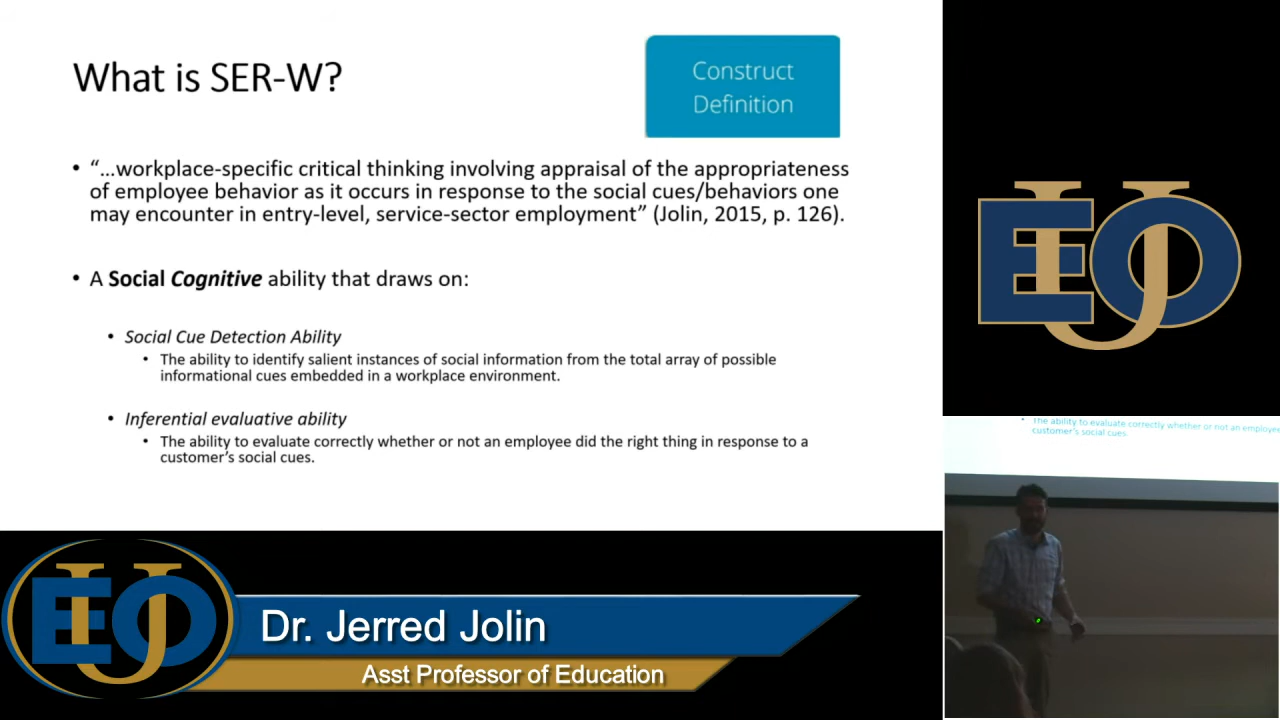 What is SER-W?
Construct
Definition
• “…workplace-specific critical thinking involving appraisal of the appropriateness
of employee behavior as it occurs in response to the social cues/behaviors one
may encounter in entry-level, service-sector employment” (Jolin, 2015, p. 126).
• A Social Cognitive ability that draws on:
• Social Cue Detection Ability
• The ability to identify salient instances of social information from the total array of possible
informational cues embedded in a workplace environment.
• Inferential evaluative ability
• The ability to evaluate correctly whether or not an employee did the right thing in response to a
customer’s social cues.
EOU
• The ability to evaluate correctly whether or not an employee
customer’s social cues.
EOU
Dr. Jerred Jolin
Asst Professor of Education